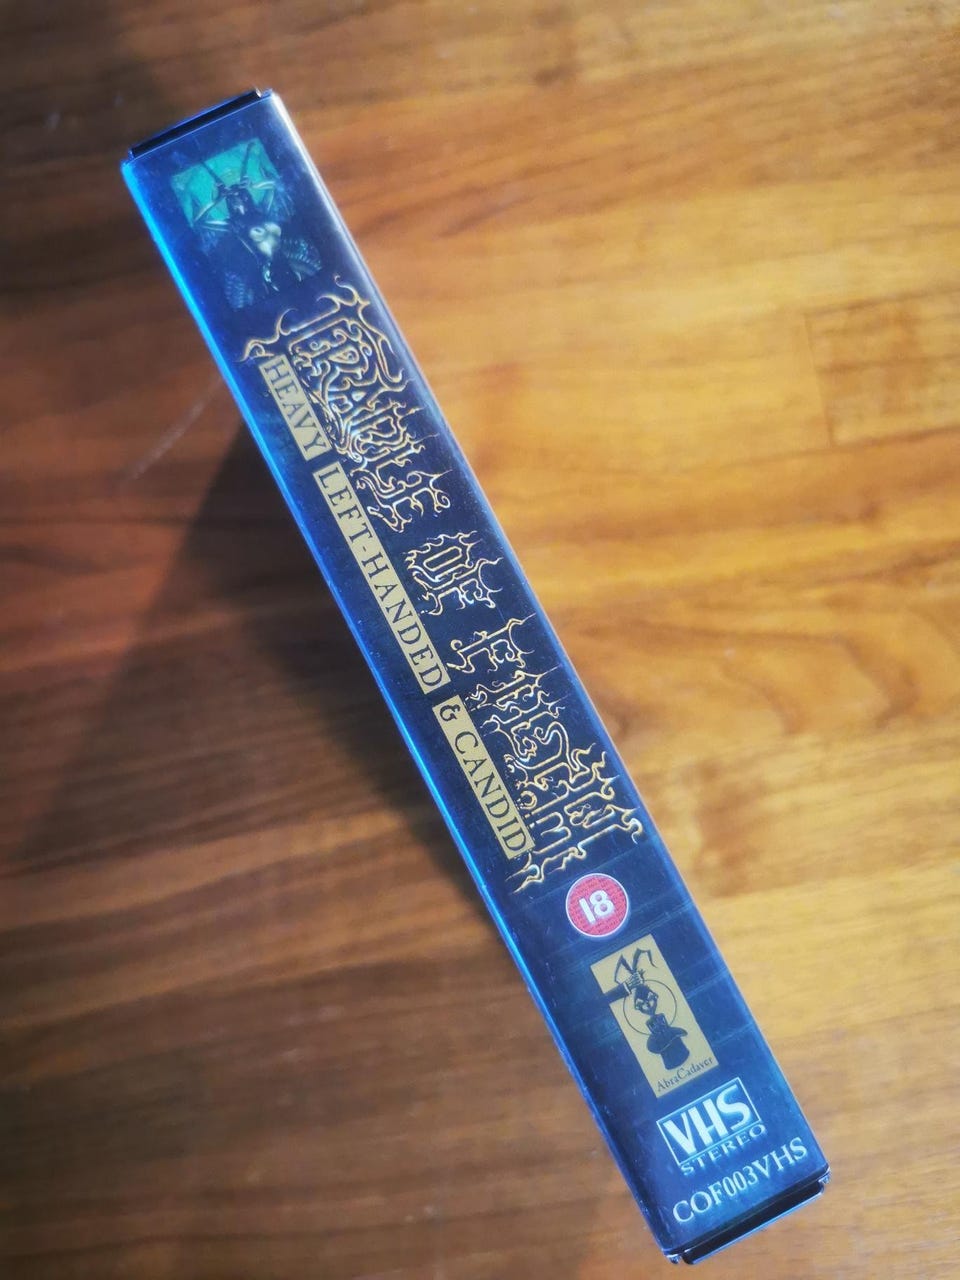 CRADLE OF FILTH
HEAVY LEFT-HANDED & CANDID
18
AbraCadaver
VHS
STEREO
COF003VHS